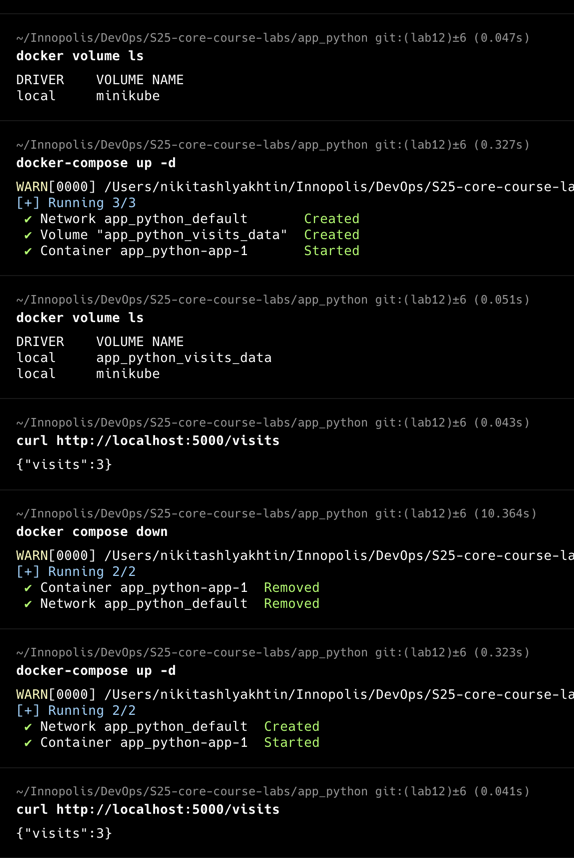 ~/Innopolis/DevOps/S25-core-course-labs/app_python git:(lab12)±6 (0.047s)
docker volume ls
DRIVER    VOLUME NAME
local     minikube
~/Innopolis/DevOps/S25-core-course-labs/app_python git:(lab12)±6 (0.327s)
docker-compose up -d
WARN[0000] /Users/nikitashlyakhtin/Innopolis/DevOps/S25-core-course-la
[+] Running 3/3
✔ Network app_python_default       Created
✔ Volume "app_python_visits_data"  Created
✔ Container app_python-app-1       Started
~/Innopolis/DevOps/S25-core-course-labs/app_python git:(lab12)±6 (0.051s)
docker volume ls
DRIVER    VOLUME NAME
local     app_python_visits_data
local     minikube
~/Innopolis/DevOps/S25-core-course-labs/app_python git:(lab12)±6 (0.043s)
curl http://localhost:5000/visits
{"visits":3}
~/Innopolis/DevOps/S25-core-course-labs/app_python git:(lab12)±6 (10.364s)
docker compose down
WARN[0000] /Users/nikitashlyakhtin/Innopolis/DevOps/S25-core-course-la
[+] Running 2/2
✔ Container app_python-app-1  Removed
✔ Network app_python_default  Removed
~/Innopolis/DevOps/S25-core-course-labs/app_python git:(lab12)±6 (0.323s)
docker-compose up -d
WARN[0000] /Users/nikitashlyakhtin/Innopolis/DevOps/S25-core-course-la
[+] Running 2/2
✔ Network app_python_default  Created
✔ Container app_python-app-1  Started
~/Innopolis/DevOps/S25-core-course-labs/app_python git:(lab12)±6 (0.041s)
curl http://localhost:5000/visits
{"visits":3}